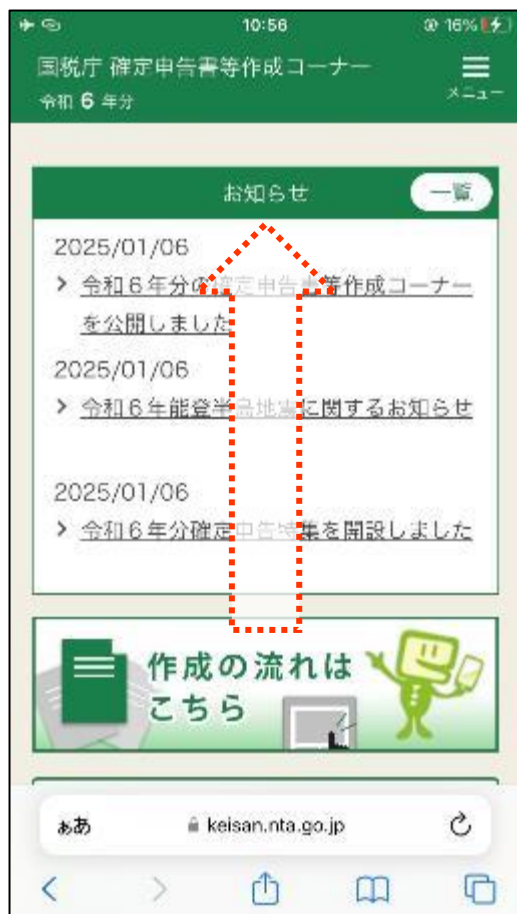 10:56
16%
国税庁 確定申告書等作成コーナー
令和 6 年分
メニュー
お知らせ
一覧
2025/01/06
令和6年分の確定申告書等作成コーナー
を公開しました
2025/01/06
令和6年能登半島地震に関するお知らせ
2025/01/06
令和6年分確定申告特集を開設しました
作成の流れは
こちら
ぁあ
keisan.nta.go.jp